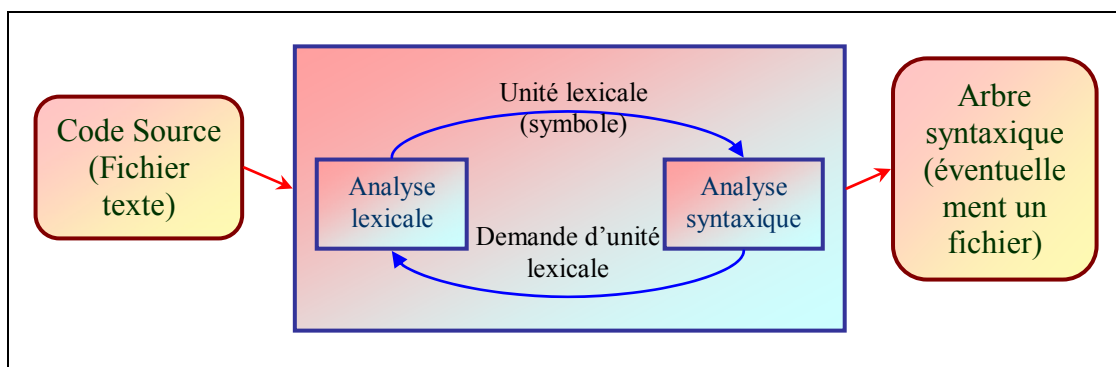 Code Source
(Fichier
texte)
Unité lexicale
(symbole)
Analyse
lexicale
Analyse
syntaxique
Demande d’unité
lexicale
Arbre
syntaxique
(éventuelle
ment un
fichier)